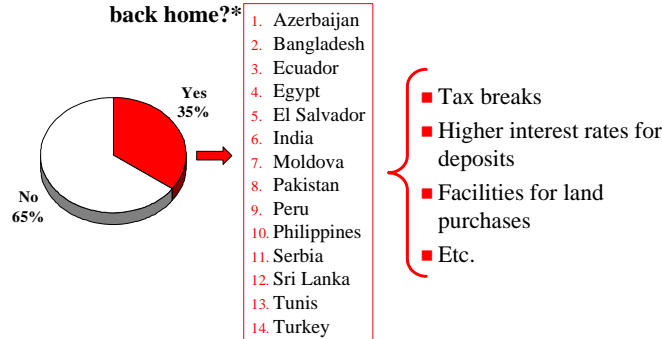 back home?*
Yes
35%
No
65%
1. Azerbaijan
2. Bangladesh
3. Ecuador
4. Egypt
5. El Salvador
6. India
7. Moldova
8. Pakistan
9. Peru
10. Philippines
11. Serbia
12. Sri Lanka
13. Tunis
14. Turkey
■ Tax breaks
■ Higher interest rates for
deposits
■ Facilities for land
purchases
■ Etc.